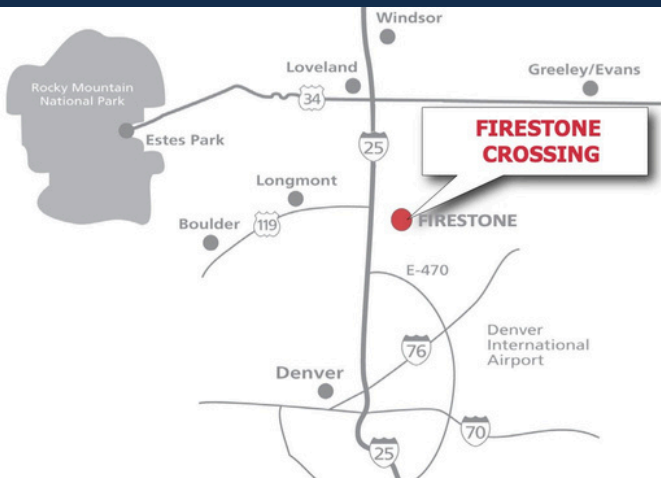 Windsor
Loveland
Greeley/Evans
Rocky Mountain
National Park
34
Estes Park
FIRESTONE
CROSSING
25
Longmont
Boulder
119
FIRESTONE
E-470
Denver
International
Airport
76
Denver
70
25